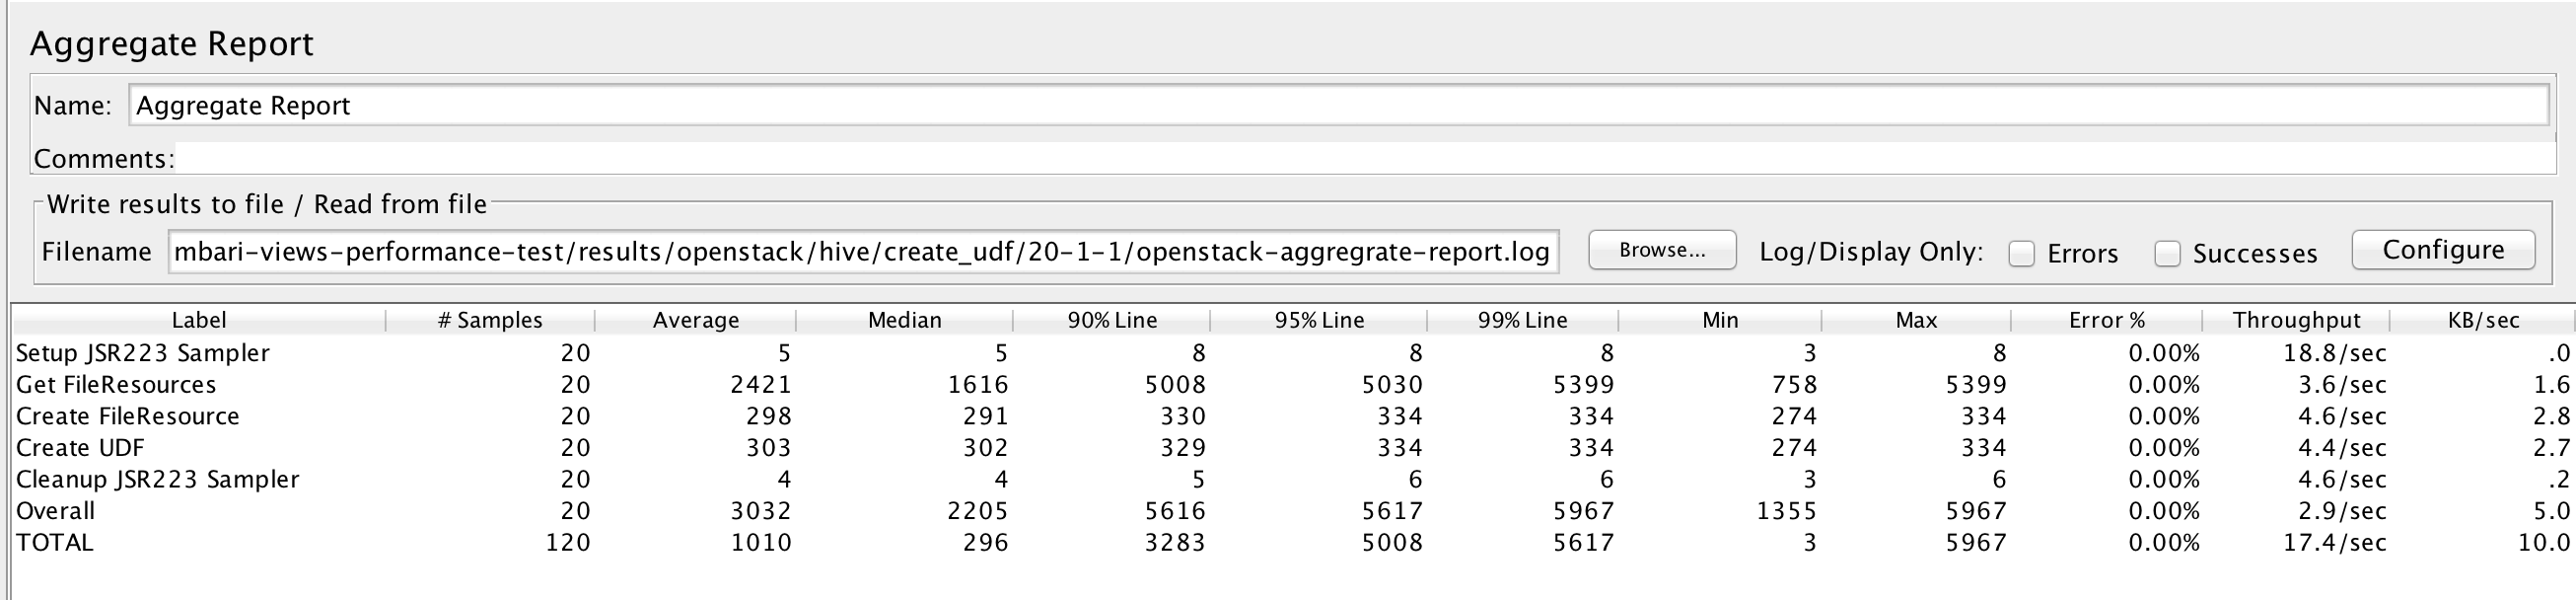 Aggregate Report
Name: Aggregate Report
Comments:
Write results to file / Read from file
Filename mbari-views-performance-test/results/openstack/hive/create_udf/20-1-1/openstack-aggregrate-report.log Browse... Log/Display Only: Errors Successes Configure
Label # Samples Average Median 90% Line 95% Line 99% Line Min Max Error % Throughput KB/sec
Setup JSR223 Sampler 20 5 5 8 8 8 3 8 0.00% 18.8/sec .0
Get FileResources 20 2421 1616 5008 5030 5399 758 5399 0.00% 3.6/sec 1.6
Create FileResource 20 298 291 330 334 334 274 334 0.00% 4.6/sec 2.8
Create UDF 20 303 302 329 334 334 274 334 0.00% 4.4/sec 2.7
Cleanup JSR223 Sampler 20 4 4 5 6 6 3 6 0.00% 4.6/sec .2
Overall 20 3032 2205 5616 5617 5967 1355 5967 0.00% 2.9/sec 5.0
TOTAL 120 1010 296 3283 5008 5617 3 5967 0.00% 17.4/sec 10.0